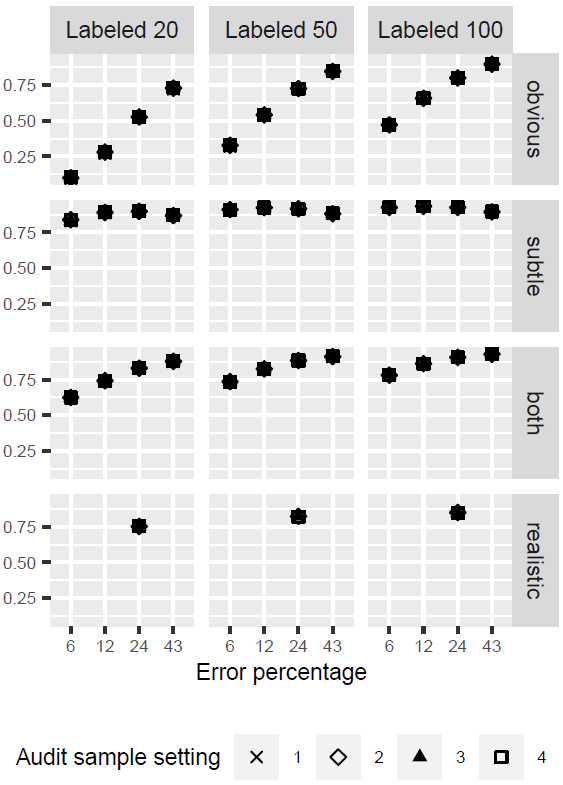 Labeled 20 Labeled 50 Labeled 100
0.75
0.50
0.25
obvious
0.75
0.50
0.25
subtle
0.75
0.50
0.25
both
0.75
0.50
0.25
realistic
6 12 24 43 6 12 24 43 6 12 24 43
Error percentage
Audit sample setting 1 2 3 4